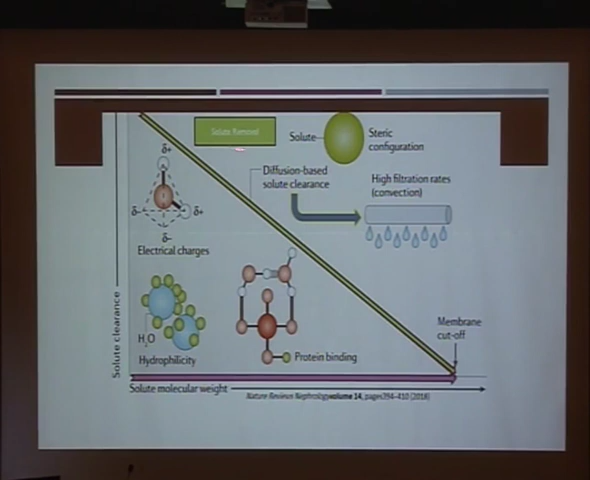 Solute Removal
Solute
Steric
configuration
δ+
Diffusion-based
solute clearance
High filtration rates
(convection)
δ-
δ+
δ-
Electrical charges
Solute clearance
Membrane
cut-off
H2O
Hydrophilicity
Protein binding
Solute molecular weight
Nature Reviews Nephrology volume 14, pages394–410 (2018)